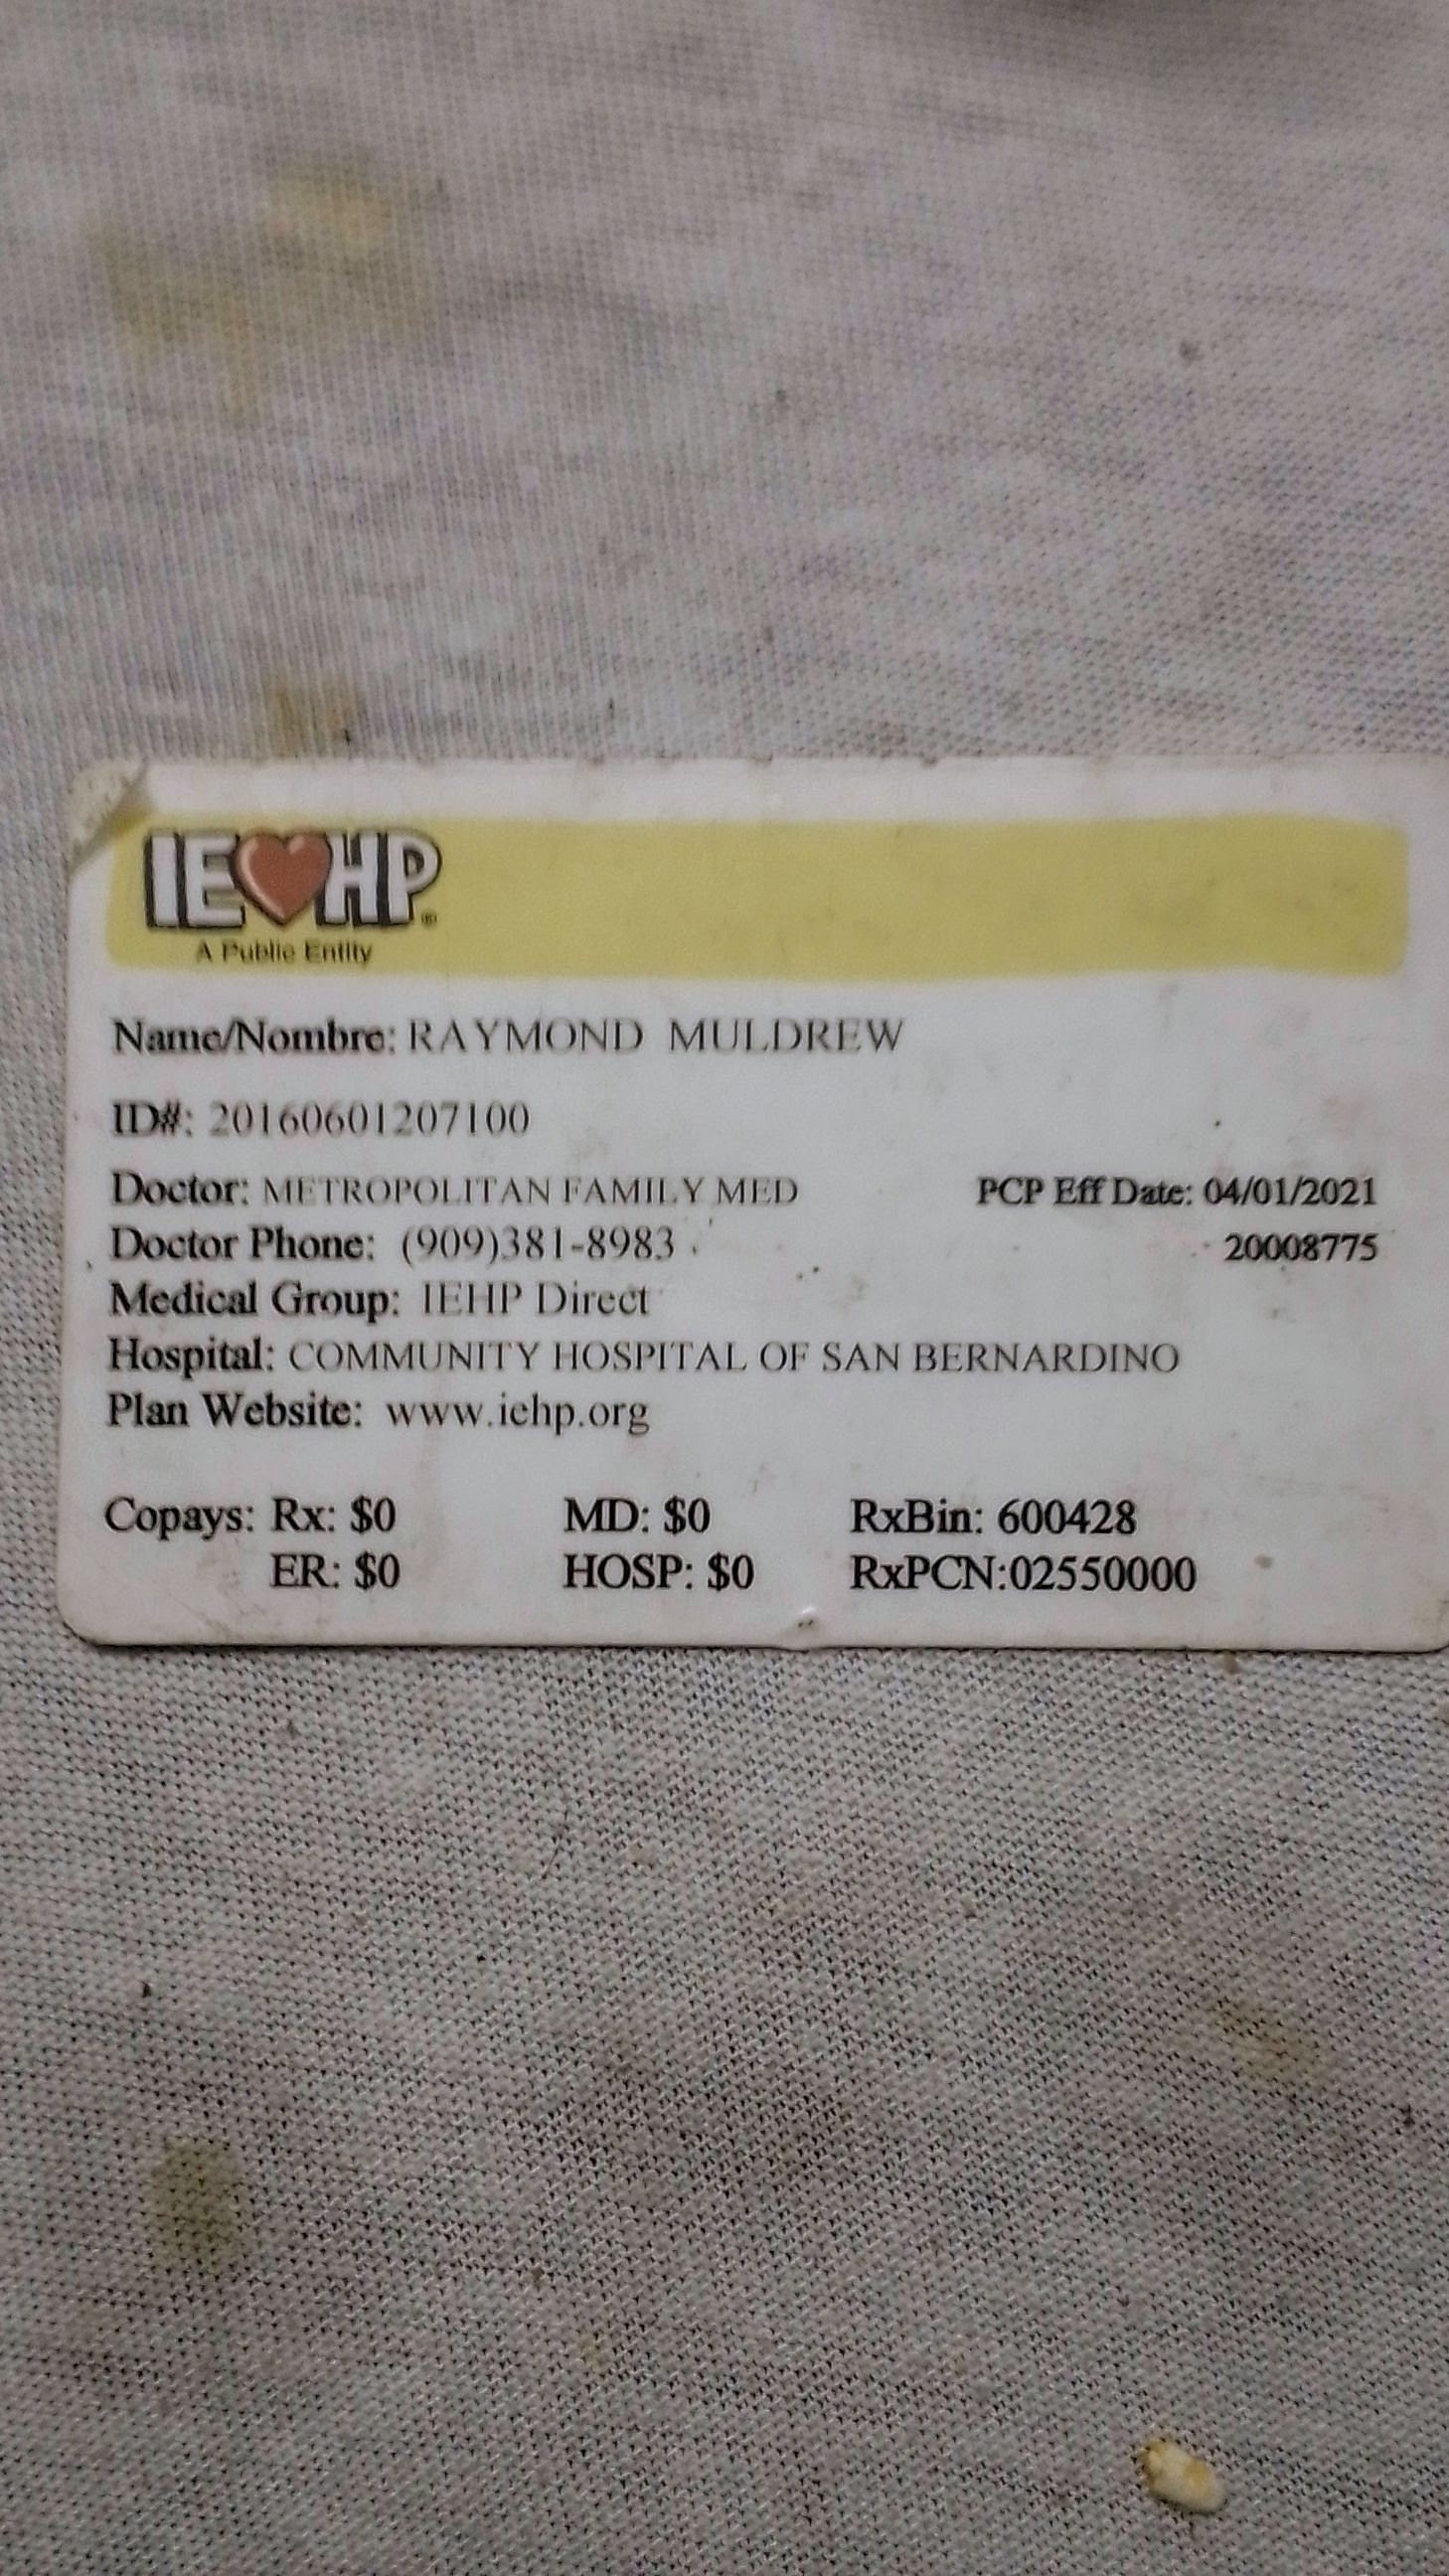 IEHP®
A Public Entity
Name/Nombre: RAYMOND MULDREW
ID#: 20160601207100
Doctor: METROPOLITAN FAMILY MED PCP Eff Date: 04/01/2021
Doctor Phone: (909)381-8983 20008775
Medical Group: IEHP Direct
Hospital: COMMUNITY HOSPITAL OF SAN BERNARDINO
Plan Website: www.iehp.org
Copays: Rx: $0 MD: $0 RxBin: 600428
ER: $0 HOSP: $0 RxPCN:02550000